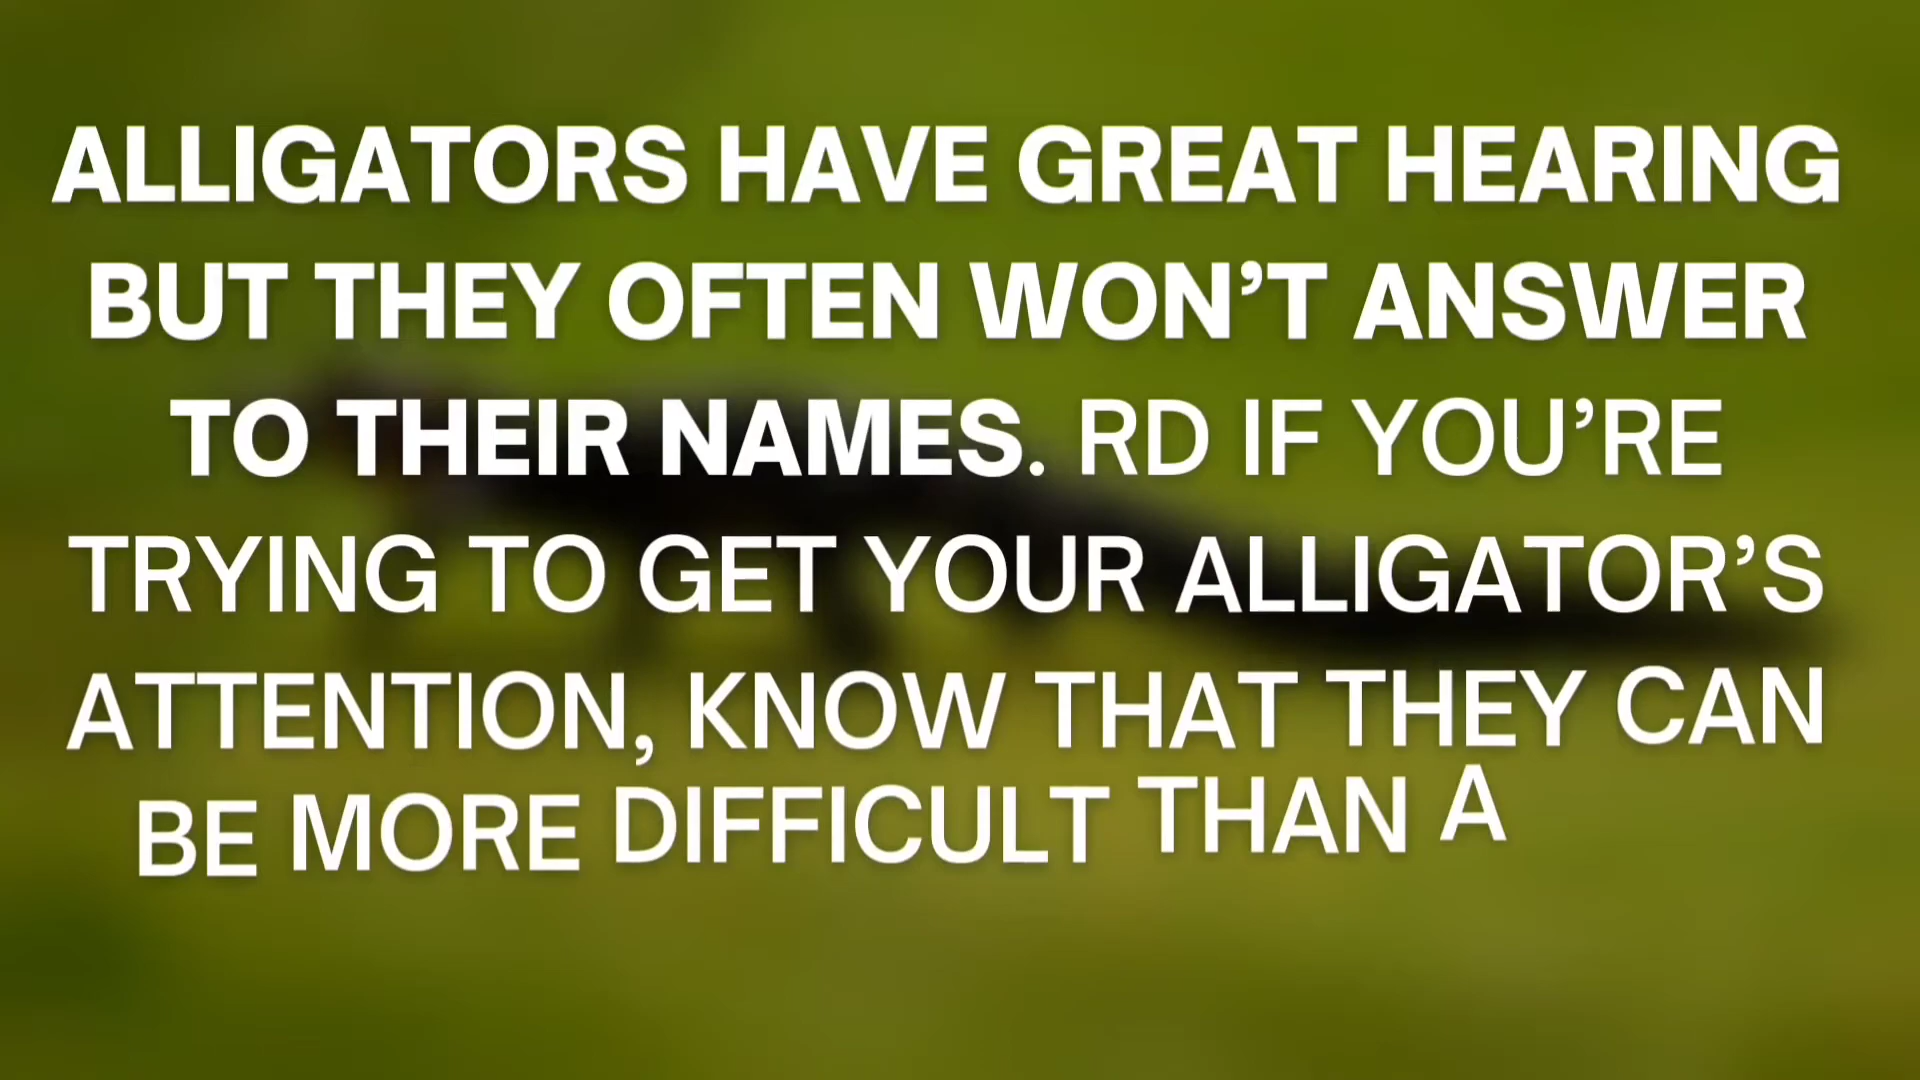 ALLIGATORS HAVE GREAT HEARING
BUT THEY OFTEN WON’T ANSWER
TO THEIR NAMES. RD IF YOU’RE
TRYING TO GET YOUR ALLIGATOR’S
ATTENTION, KNOW THAT THEY CAN
BE MORE DIFFICULT THAN A